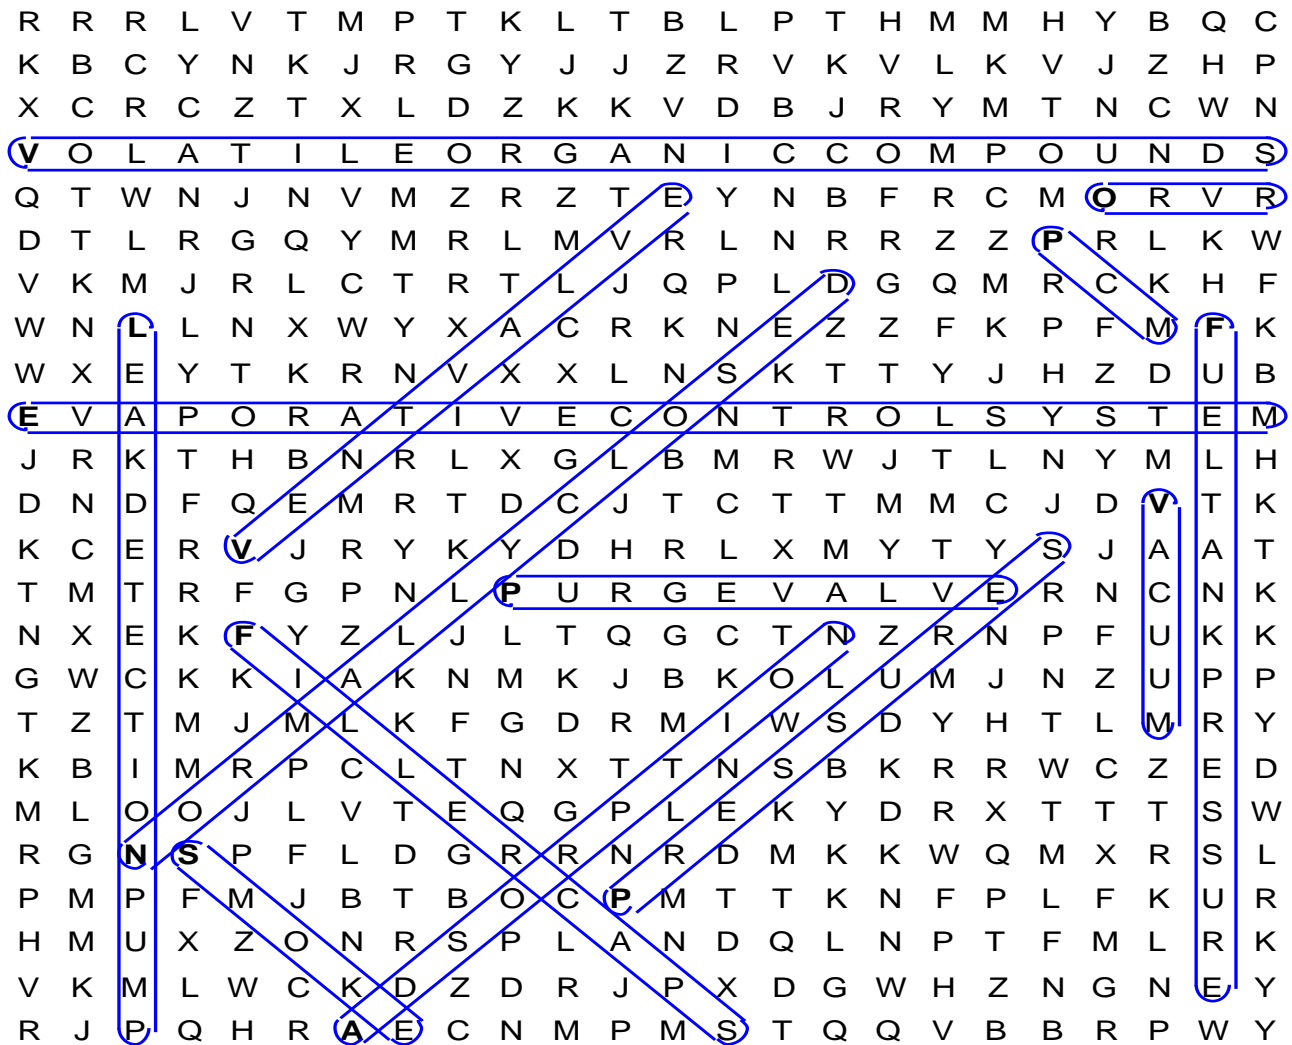 R R R L V T M P T K L T B L P T H M M H Y B Q C
K B C Y N K J R G Y J J Z R V K V L K V J Z H P
X C R C Z T X L D Z K K V D B J R Y M T N C W N
V O L A T I L E O R G A N I C C O M P O U N D S
Q T W N J N V M Z R Z T E Y N B F R C M O R V R
D T L R G Q Y M R L M V R L N R R Z Z P R L K W
V K M J R L C T R T L J Q P L D G Q M R C K H F
W N L L N X W Y X A C R K N E Z Z F K P F M F K
W X E Y T K R N V X X L N S K T T Y J H Z D U B
E V A P O R A T I V E C O N T R O L S Y S T E M
J R K T H B N R L X G L B M R W J T L N Y M L H
D N D F Q E M R T D C J T C T T M M C J D V T K
K C E R V J R Y K Y D H R L X M Y T Y S J A A T
T M T R F G P N L P U R G E V A L V E R N C N K
N X E K F Y Z L J L T Q G C T N Z R N P F U K K
G W C K K I A K N M K J B K O L U M J N Z U P P
T Z T M J M L K F G D R M I W S D Y H T L M R Y
K B I M R P C L T N X T T N S B K R R W C Z E D
M L O O J L V T E Q G P L E K Y D R X T T T S W
R G N S P F L D G R R N R D M K K W Q M X R S L
P M P F M J B T B O C P M T T K N F P L F K U R
H M U X Z O N R S P L A N D Q L N P T F M L R K
V K M L W C K D Z D R J P X D G W H Z N G N E Y
R J P Q H R A E C N M P M S T Q Q V B B R P W Y